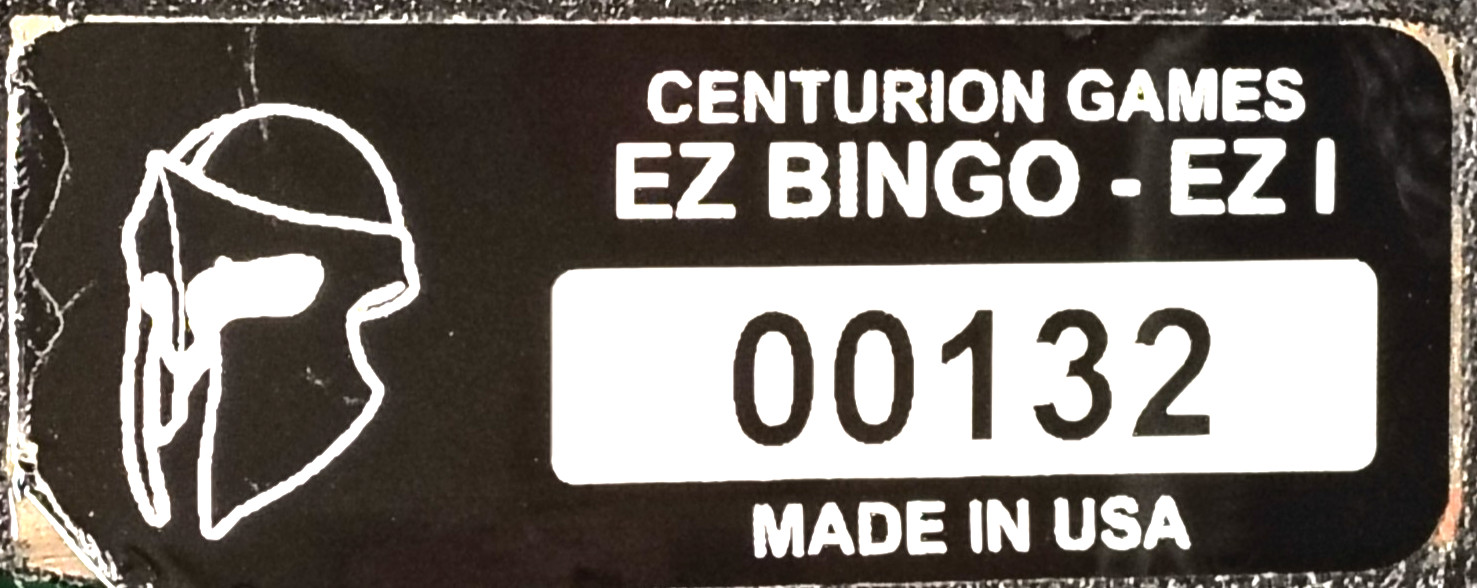 CENTURION GAMES
EZ BINGO - EZ I
00132
MADE IN USA